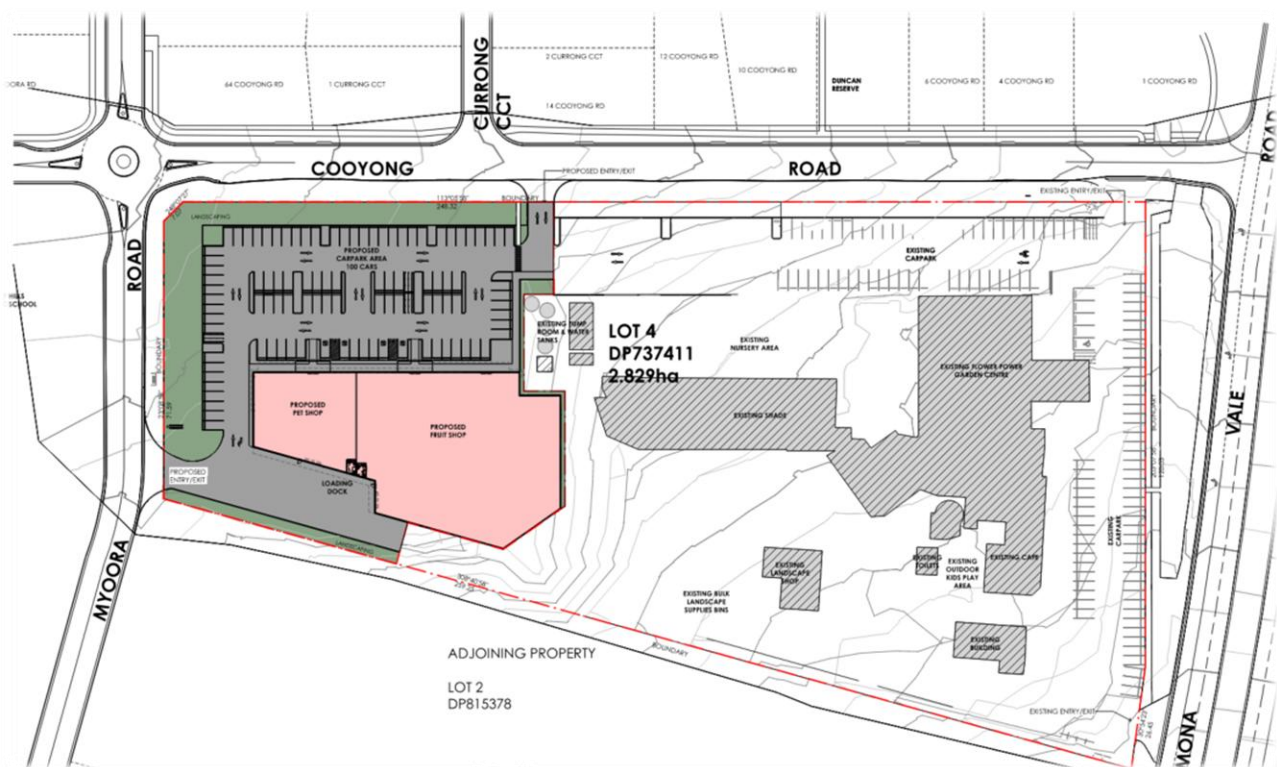 CURRONG
CCT
2 CURRONG CCT
12 COOYONG RD
10 COOYONG RD
64 COOYONG RD
1 CURRONG CCT
DUNCAN
RESERVE
6 COOYONG RD
4 COOYONG RD
1 COOYONG RD
14 COOYONG RD
OORA RD
ROAD
COOYONG
ROAD
PROPOSED ENTRY/EXIT
EXISTING ENTRY/EXIT
BOUNDARY
LANDSCAPING
ROAD
PROPOSED
CARPARK AREA
100 CARS
EXISTING
CARPARK
SCHOOL
LOT 4
DP737411
2.829ha
EXISTING
NURSERY AREA
EXISTING FLOWER POWER
GARDEN CENTRE
BOUNDARY
PROPOSED
PET SHOP
PROPOSED
FRUIT SHOP
EXISTING SHADE
VALE
BOUNDARY
PROPOSED
ENTRY/EXIT
LOADING
DOCK
LANDSCAPING
MYOORA
EXISTING
CARPARK
EXISTING
LANDSCAPE
SHOP
EXISTING
TOILETS
EXISTING
OUTDOOR
KIDS PLAY
AREA
EXISTING CAFE
EXISTING BULK
LANDSCAPE
SUPPLIES BINS
EXISTING
BUILDING
BOUNDARY
ADJOINING PROPERTY
LOT 2
DP815378
EXISTING ENTRY/EXIT
MONA